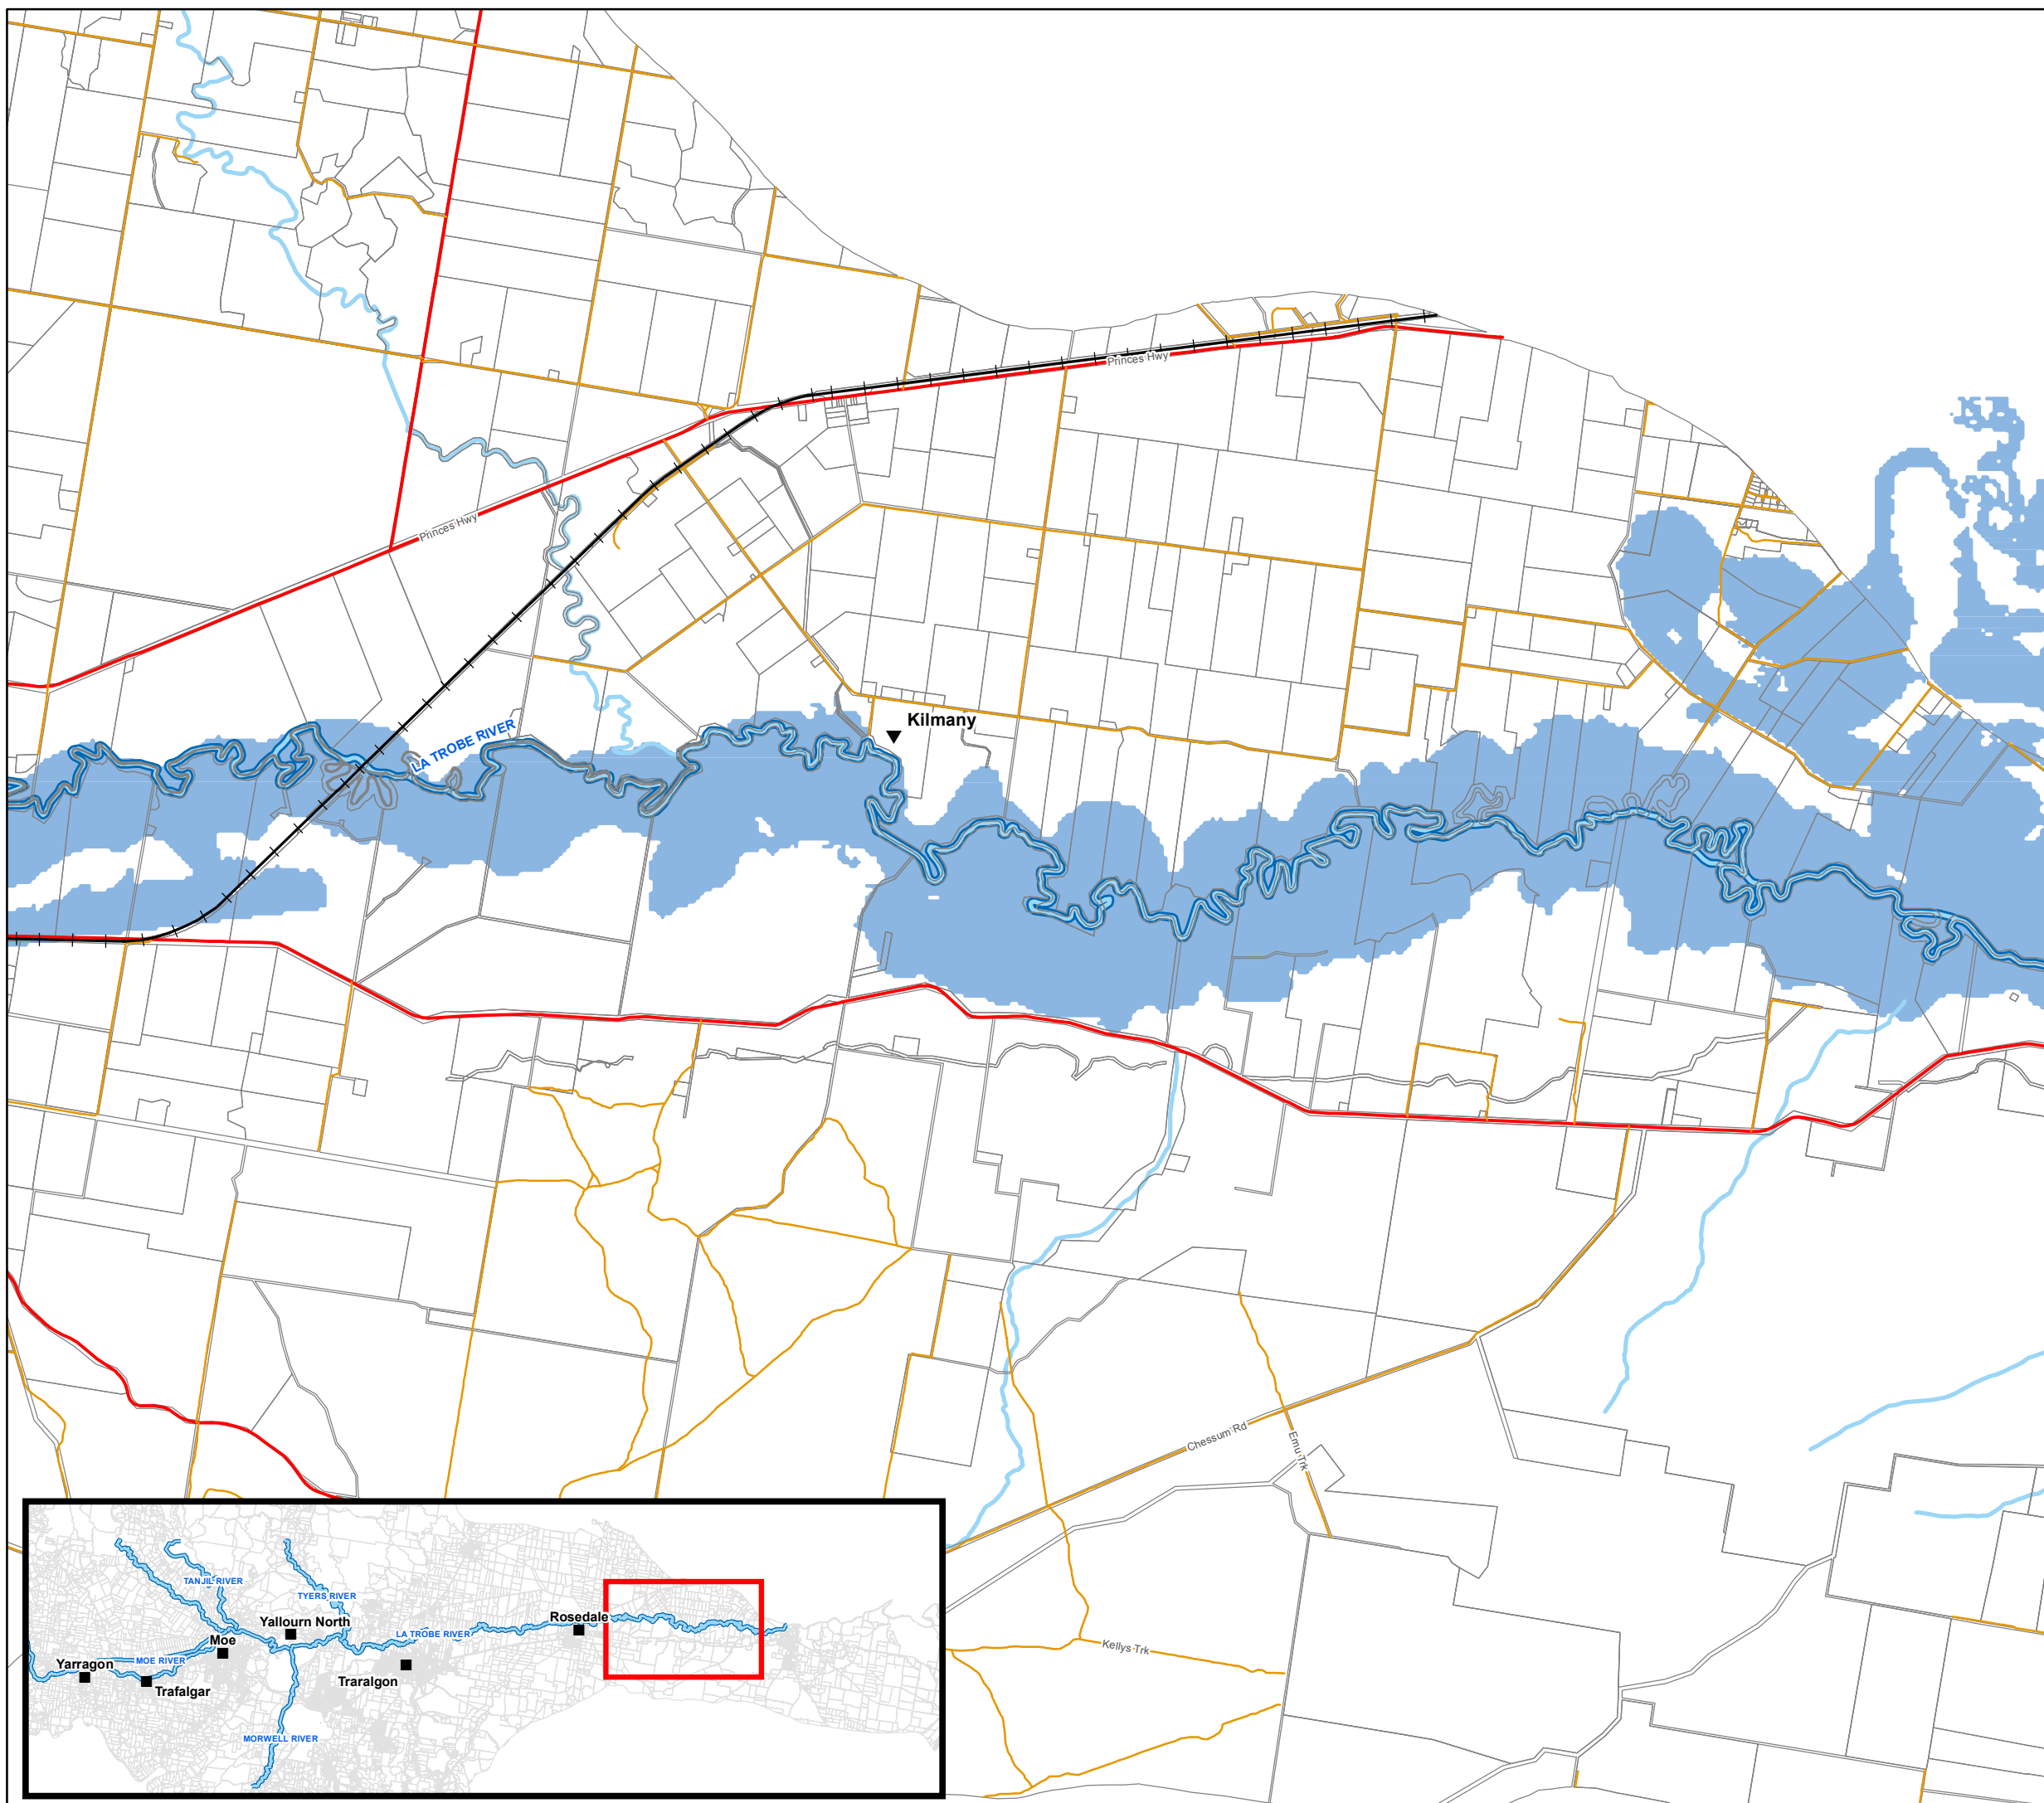 Princes Hwy
Princes Hwy
LA TROBE RIVER
Kilmany
Chessum Rd
Emu Trk
Kellys Trk
TANJIL RIVER
TYERS RIVER
Yallourn North
Rosedale
LA TROBE RIVER
Moe
MOE RIVER
Yarragon
Traralgon
Trafalgar
MORWELL RIVER